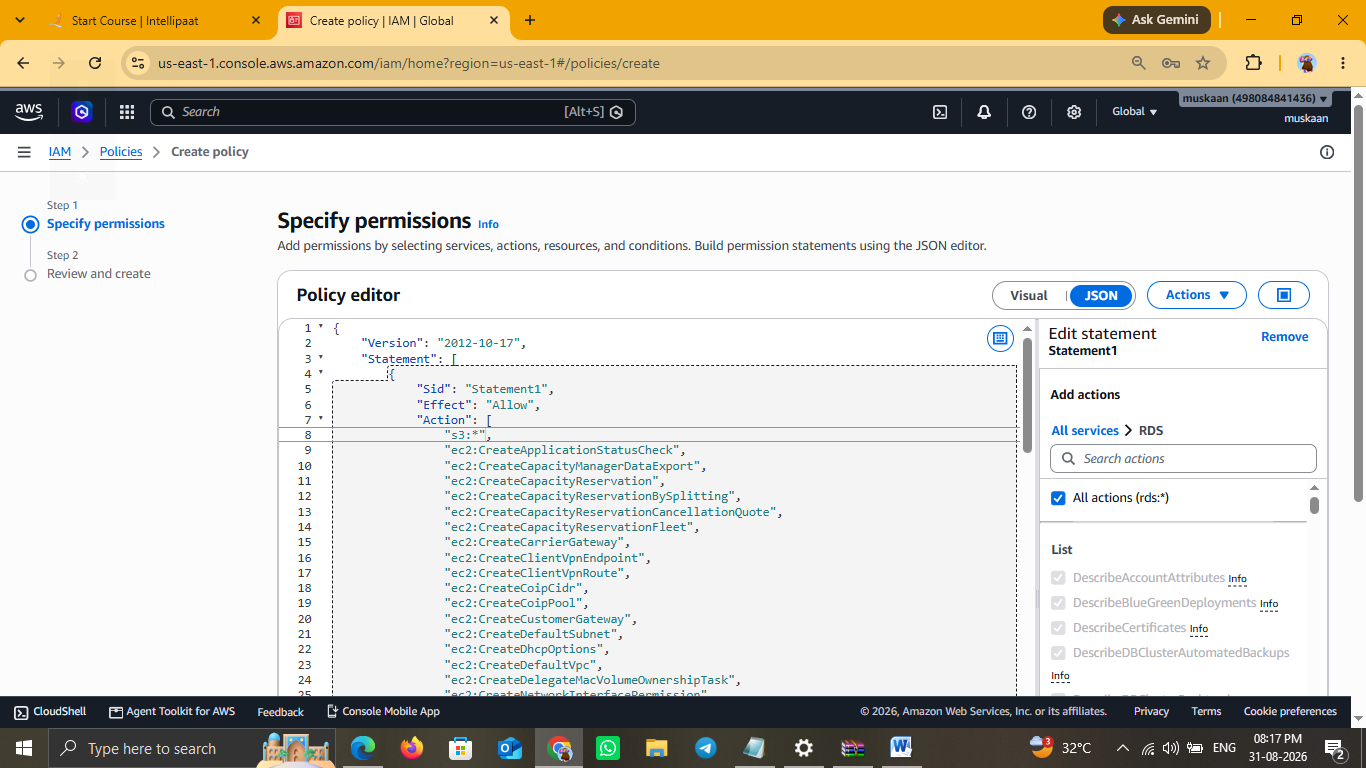 Start Course | Intellipaat
Create policy | IAM | Global
Ask Gemini
us-east-1.console.aws.amazon.com/iam/home?region=us-east-1#/policies/create
aws
Search
[Alt+S]
Global
muskaan (498084841436)
muskaan
IAM
Policies
Create policy
Step 1
Specify permissions
Step 2
Review and create
Specify permissions Info
Add permissions by selecting services, actions, resources, and conditions. Build permission statements using the JSON editor.
Policy editor
Visual
JSON
Actions
1 {
2 "Version": "2012-10-17",
3 "Statement": [
4 {
5 "Sid": "Statement1",
6 "Effect": "Allow",
7 "Action": [
8 "s3:*",
9 "ec2:CreateApplicationStatusCheck",
10 "ec2:CreateCapacityManagerDataExport",
11 "ec2:CreateCapacityReservation",
12 "ec2:CreateCapacityReservationBySplitting",
13 "ec2:CreateCapacityReservationCancellationQuote",
14 "ec2:CreateCapacityReservationFleet",
15 "ec2:CreateCarrierGateway",
16 "ec2:CreateClientVpnEndpoint",
17 "ec2:CreateClientVpnRoute",
18 "ec2:CreateCoipCidr",
19 "ec2:CreateCoipPool",
20 "ec2:CreateCustomerGateway",
21 "ec2:CreateDefaultSubnet",
22 "ec2:CreateDhcpOptions",
23 "ec2:CreateDefaultVpc",
24 "ec2:CreateDelegateMacVolumeOwnershipTask",
25 "ec2:CreateNetworkInterfacePermission"
Edit statement
Remove
Statement1
Add actions
All services > RDS
Search actions
All actions (rds:*)
List
DescribeAccountAttributes Info
DescribeBlueGreenDeployments Info
DescribeCertificates Info
DescribeDBClusterAutomatedBackups
Info
CloudShell
Agent Toolkit for AWS
Feedback
Console Mobile App
© 2026, Amazon Web Services, Inc. or its affiliates.
Privacy
Terms
Cookie preferences
Type here to search
3
32°C
ENG
08:17 PM
31-08-2026
2